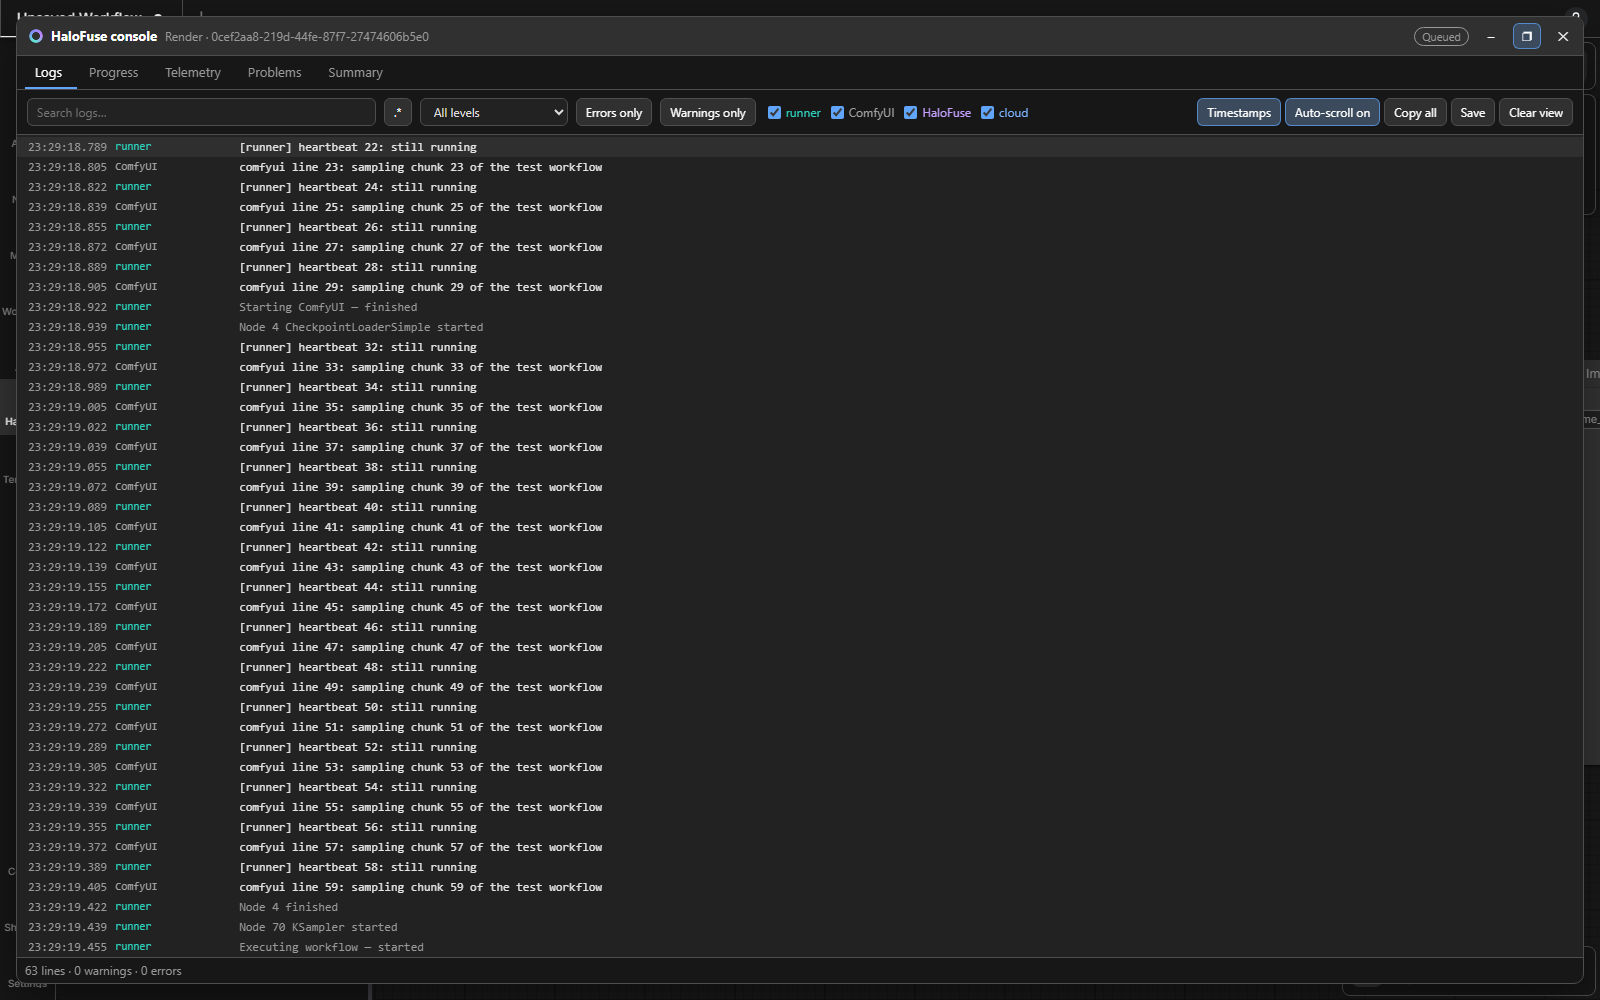 HaloFuse console Render · 0cef2aa8-219d-44fe-87f7-27474606b5e0 Queued
Logs Progress Telemetry Problems Summary
Search logs... .* All levels Errors only Warnings only runner ComfyUI HaloFuse cloud Timestamps Auto-scroll on Copy all Save Clear view
23:29:18.789 runner [runner] heartbeat 22: still running
23:29:18.805 ComfyUI comfyui line 23: sampling chunk 23 of the test workflow
23:29:18.822 runner [runner] heartbeat 24: still running
23:29:18.839 ComfyUI comfyui line 25: sampling chunk 25 of the test workflow
23:29:18.855 runner [runner] heartbeat 26: still running
23:29:18.872 ComfyUI comfyui line 27: sampling chunk 27 of the test workflow
23:29:18.889 runner [runner] heartbeat 28: still running
23:29:18.905 ComfyUI comfyui line 29: sampling chunk 29 of the test workflow
23:29:18.922 runner Starting ComfyUI — finished
23:29:18.939 runner Node 4 CheckpointLoaderSimple started
23:29:18.955 runner [runner] heartbeat 32: still running
23:29:18.972 ComfyUI comfyui line 33: sampling chunk 33 of the test workflow
23:29:18.989 runner [runner] heartbeat 34: still running
23:29:19.005 ComfyUI comfyui line 35: sampling chunk 35 of the test workflow
23:29:19.022 runner [runner] heartbeat 36: still running
23:29:19.039 ComfyUI comfyui line 37: sampling chunk 37 of the test workflow
23:29:19.055 runner [runner] heartbeat 38: still running
23:29:19.072 ComfyUI comfyui line 39: sampling chunk 39 of the test workflow
23:29:19.089 runner [runner] heartbeat 40: still running
23:29:19.105 ComfyUI comfyui line 41: sampling chunk 41 of the test workflow
23:29:19.122 runner [runner] heartbeat 42: still running
23:29:19.139 ComfyUI comfyui line 43: sampling chunk 43 of the test workflow
23:29:19.155 runner [runner] heartbeat 44: still running
23:29:19.172 ComfyUI comfyui line 45: sampling chunk 45 of the test workflow
23:29:19.189 runner [runner] heartbeat 46: still running
23:29:19.205 ComfyUI comfyui line 47: sampling chunk 47 of the test workflow
23:29:19.222 runner [runner] heartbeat 48: still running
23:29:19.239 ComfyUI comfyui line 49: sampling chunk 49 of the test workflow
23:29:19.255 runner [runner] heartbeat 50: still running
23:29:19.272 ComfyUI comfyui line 51: sampling chunk 51 of the test workflow
23:29:19.289 runner [runner] heartbeat 52: still running
23:29:19.305 ComfyUI comfyui line 53: sampling chunk 53 of the test workflow
23:29:19.322 runner [runner] heartbeat 54: still running
23:29:19.339 ComfyUI comfyui line 55: sampling chunk 55 of the test workflow
23:29:19.355 runner [runner] heartbeat 56: still running
23:29:19.372 ComfyUI comfyui line 57: sampling chunk 57 of the test workflow
23:29:19.389 runner [runner] heartbeat 58: still running
23:29:19.405 ComfyUI comfyui line 59: sampling chunk 59 of the test workflow
23:29:19.422 runner Node 4 finished
23:29:19.439 runner Node 70 KSampler started
23:29:19.455 runner Executing workflow — started
63 lines · 0 warnings · 0 errors